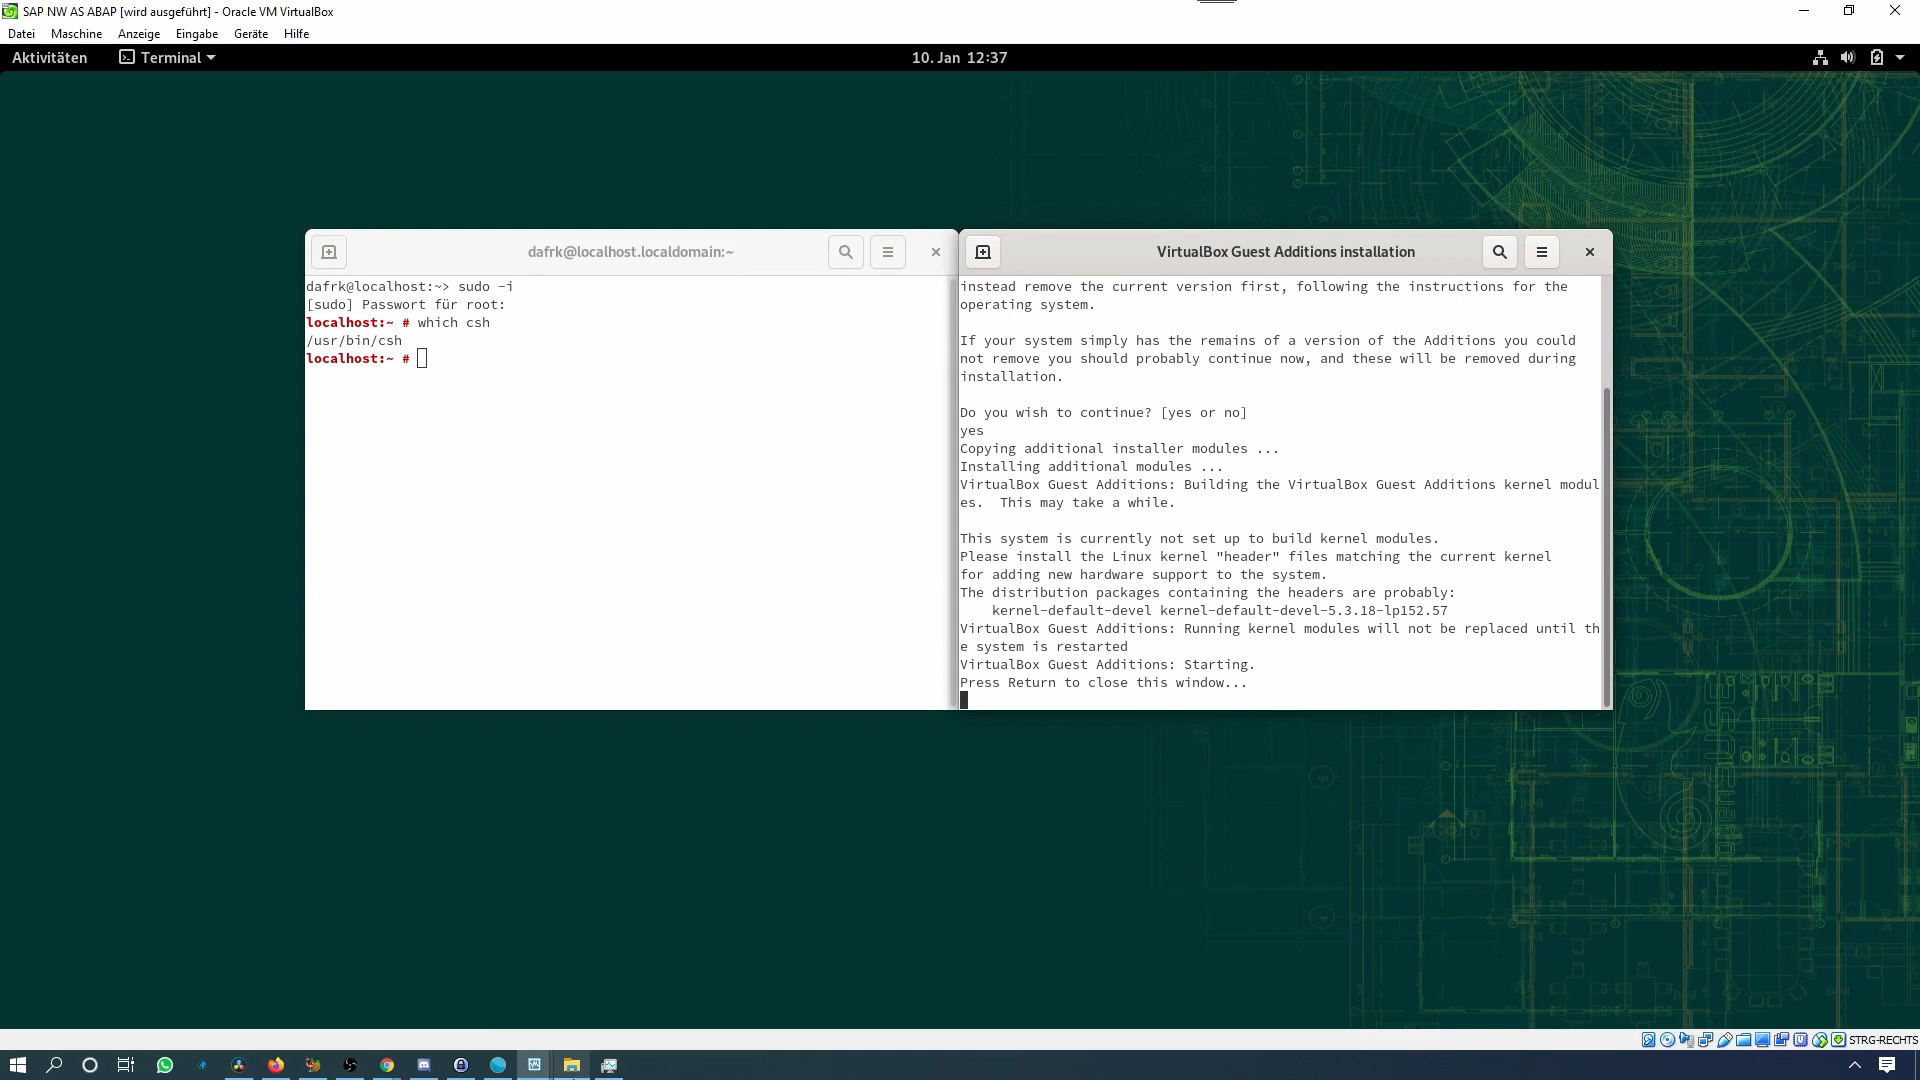 SAP NW AS ABAP [wird ausgeführt] - Oracle VM VirtualBox
Datei Maschine Anzeige Eingabe Geräte Hilfe
Aktivitäten Terminal 10. Jan 12:37
dafrk@localhost.localdomain:~
dafrk@localhost:~> sudo -i
[sudo] Passwort für root:
localhost:~ # which csh
/usr/bin/csh
localhost:~ #
VirtualBox Guest Additions installation
instead remove the current version first, following the instructions for the
operating system.
If your system simply has the remains of a version of the Additions you could
not remove you should probably continue now, and these will be removed during
installation.
Do you wish to continue? [yes or no]
yes
Copying additional installer modules ...
Installing additional modules ...
VirtualBox Guest Additions: Building the VirtualBox Guest Additions kernel modul
es.  This may take a while.
This system is currently not set up to build kernel modules.
Please install the Linux kernel "header" files matching the current kernel
for adding new hardware support to the system.
The distribution packages containing the headers are probably:
    kernel-default-devel kernel-default-devel-5.3.18-lp152.57
VirtualBox Guest Additions: Running kernel modules will not be replaced until th
e system is restarted
VirtualBox Guest Additions: Starting.
Press Return to close this window...
STRG-RECHTS